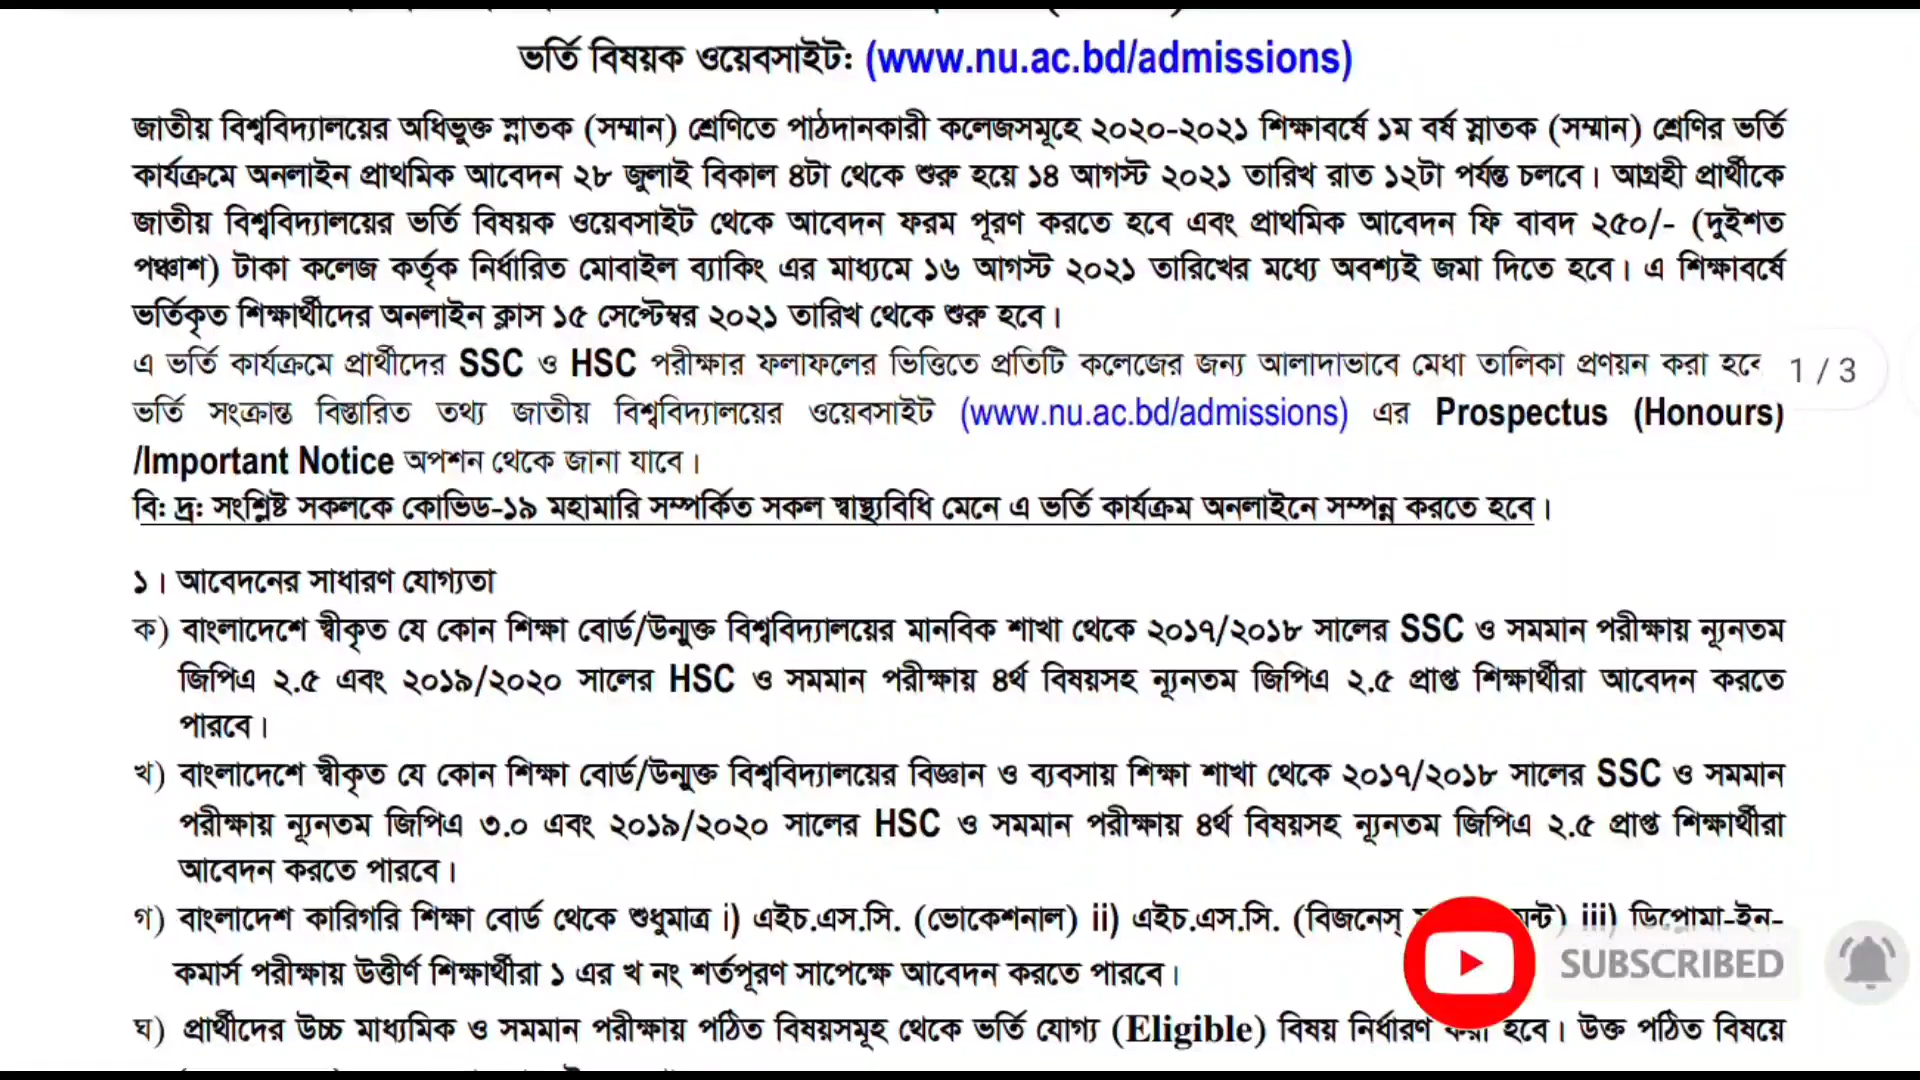 ভর্তি বিষয়ক ওয়েবসাইট: (www.nu.ac.bd/admissions)
জাতীয় বিশ্ববিদ্যালয়ের অধিভুক্ত স্নাতক (সম্মান) শ্রেণিতে পাঠদানকারী কলেজসমূহে ২০২০-২০২১ শিক্ষাবর্ষে ১ম বর্ষ স্নাতক (সম্মান) শ্রেণির ভর্তি
কার্যক্রমে অনলাইন প্রাথমিক আবেদন ২৮ জুলাই বিকাল ৪টা থেকে শুরু হয়ে ১৪ আগস্ট ২০২১ তারিখ রাত ১২টা পর্যন্ত চলবে। আগ্রহী প্রার্থীকে
জাতীয় বিশ্ববিদ্যালয়ের ভর্তি বিষয়ক ওয়েবসাইট থেকে আবেদন ফরম পূরণ করতে হবে এবং প্রাথমিক আবেদন ফি বাবদ ২৫০/- (দুইশত
পঞ্চাশ) টাকা কলেজ কর্তৃক নির্ধারিত মোবাইল ব্যাকিং এর মাধ্যমে ১৬ আগস্ট ২০২১ তারিখের মধ্যে অবশ্যই জমা দিতে হবে। এ শিক্ষাবর্ষে
ভর্তিকৃত শিক্ষার্থীদের অনলাইন ক্লাস ১৫ সেপ্টেম্বর ২০২১ তারিখ থেকে শুরু হবে।
এ ভর্তি কার্যক্রমে প্রার্থীদের SSC ও HSC পরীক্ষার ফলাফলের ভিত্তিতে প্রতিটি কলেজের জন্য আলাদাভাবে মেধা তালিকা প্রণয়ন করা হবে
1 / 3
ভর্তি সংক্রান্ত বিস্তারিত তথ্য জাতীয় বিশ্ববিদ্যালয়ের ওয়েবসাইট (www.nu.ac.bd/admissions) এর Prospectus (Honours)
/Important Notice অপশন থেকে জানা যাবে।
বি: দ্র: সংশ্লিষ্ট সকলকে কোভিড-১৯ মহামারি সম্পর্কিত সকল স্বাস্থ্যবিধি মেনে এ ভর্তি কার্যক্রম অনলাইনে সম্পন্ন করতে হবে।
১। আবেদনের সাধারণ যোগ্যতা
ক) বাংলাদেশে স্বীকৃত যে কোন শিক্ষা বোর্ড/উন্মুক্ত বিশ্ববিদ্যালয়ের মানবিক শাখা থেকে ২০১৭/২০১৮ সালের SSC ও সমমান পরীক্ষায় ন্যূনতম
জিপিএ ২.৫ এবং ২০১৯/২০২০ সালের HSC ও সমমান পরীক্ষায় ৪র্থ বিষয়সহ ন্যূনতম জিপিএ ২.৫ প্রাপ্ত শিক্ষার্থীরা আবেদন করতে
পারবে।
খ) বাংলাদেশে স্বীকৃত যে কোন শিক্ষা বোর্ড/উন্মুক্ত বিশ্ববিদ্যালয়ের বিজ্ঞান ও ব্যবসায় শিক্ষা শাখা থেকে ২০১৭/২০১৮ সালের SSC ও সমমান
পরীক্ষায় ন্যূনতম জিপিএ ৩.০ এবং ২০১৯/২০২০ সালের HSC ও সমমান পরীক্ষায় ৪র্থ বিষয়সহ ন্যূনতম জিপিএ ২.৫ প্রাপ্ত শিক্ষার্থীরা
আবেদন করতে পারবে।
গ) বাংলাদেশ কারিগরি শিক্ষা বোর্ড থেকে শুধুমাত্র i) এইচ.এস.সি. (ভোকেশনাল) ii) এইচ.এস.সি. (বিজনেস্ iii) ডিপ্লোমা-ইন-
কমার্স পরীক্ষায় উত্তীর্ণ শিক্ষার্থীরা ১ এর খ নং শর্তপূরণ সাপেক্ষে আবেদন করতে পারবে।
SUBSCRIBED
ঘ) প্রার্থীদের উচ্চ মাধ্যমিক ও সমমান পরীক্ষায় পঠিত বিষয়সমূহ থেকে ভর্তি যোগ্য (Eligible) বিষয় নির্ধারণ করা হবে। উক্ত পঠিত বিষয়ে